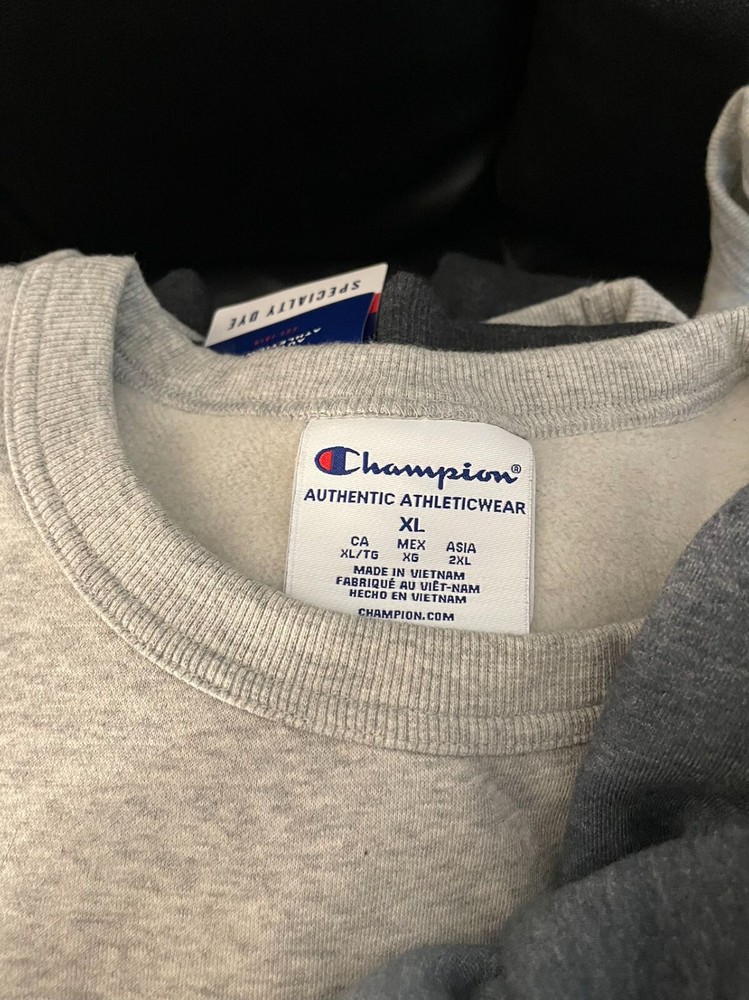 SPECIALTY DYE
Champion®
AUTHENTIC ATHLETICWEAR
XL
CA MEX ASIA
XL/TG XG 2XL
MADE IN VIETNAM
FABRIQUÉ AU VIÊT-NAM
HECHO EN VIETNAM
CHAMPION.COM